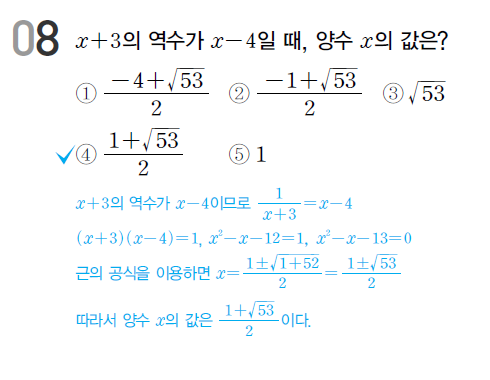 08 x+3의 역수가 x−4일 때, 양수 x의 값은?
① (−4+√53)/2 ② (−1+√53)/2 ③ √53
④ (1+√53)/2 ⑤ 1
x+3의 역수가 x−4이므로 1/(x+3)=x−4
(x+3)(x−4)=1, x²−x−12=1, x²−x−13=0
근의 공식을 이용하면 x=(1±√(1+52))/2=(1±√53)/2
따라서 양수 x의 값은 (1+√53)/2이다.